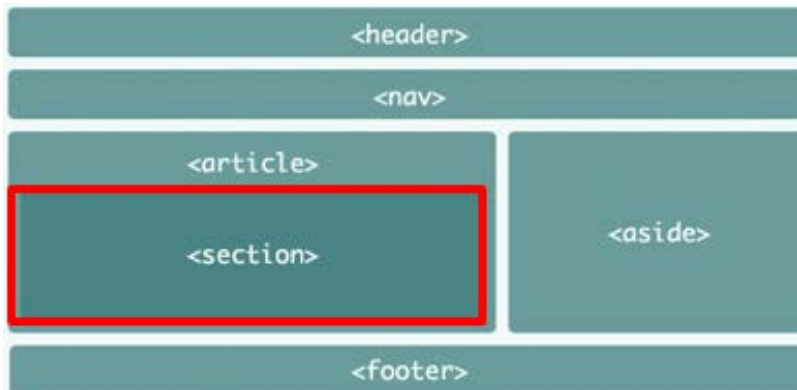 <header>
<nav>
<article>
<section>
<aside>
<footer>